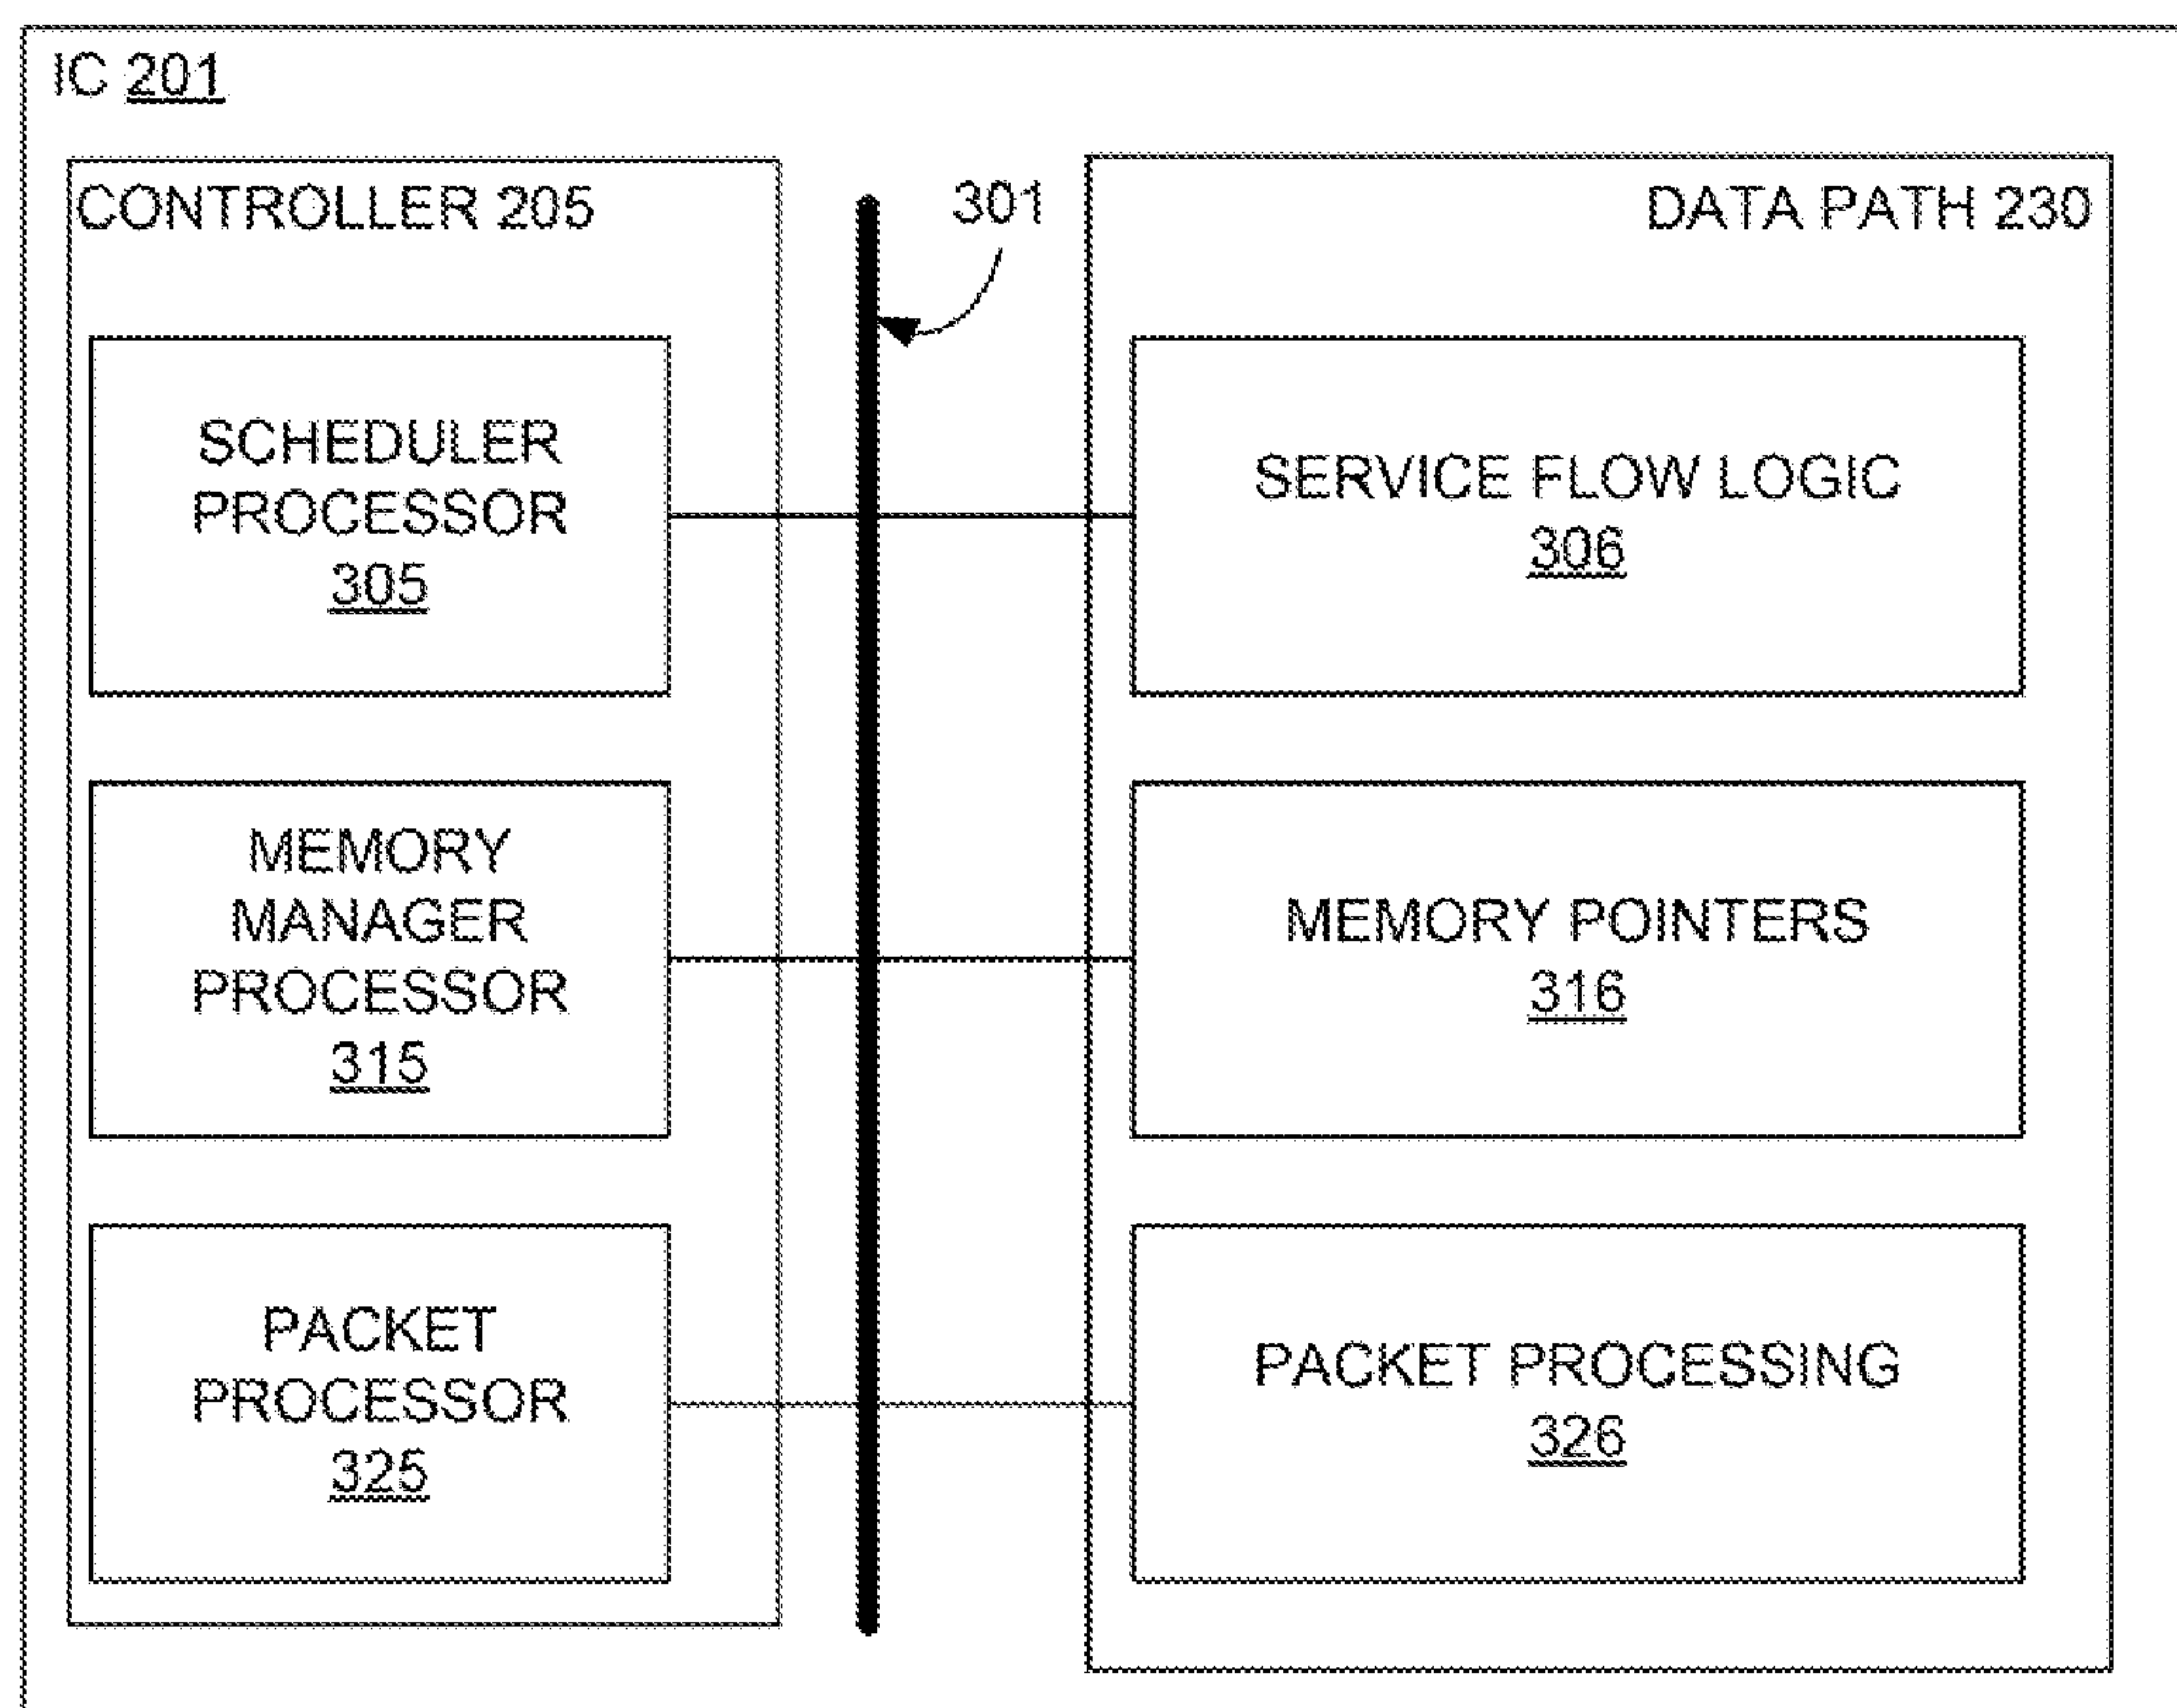 IC 201
CONTROLLER 205
301
DATA PATH 230
SCHEDULER
PROCESSOR
305
SERVICE FLOW LOGIC
306
MEMORY
MANAGER
PROCESSOR
315
MEMORY POINTERS
316
PACKET
PROCESSOR
325
PACKET PROCESSING
326